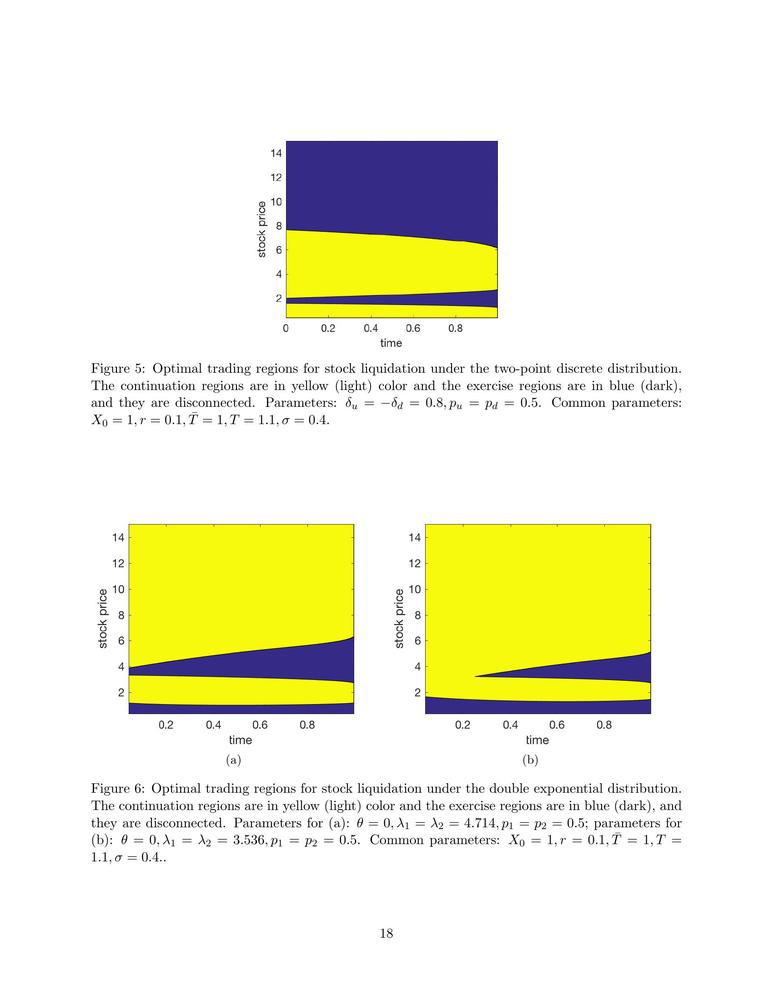 14
12
10
8
6
4
2
stock price
0 0.2 0.4 0.6 0.8
time
Figure 5: Optimal trading regions for stock liquidation under the two-point discrete distribution.
The continuation regions are in yellow (light) color and the exercise regions are in blue (dark),
and they are disconnected. Parameters: δ_u = −δ_d = 0.8, p_u = p_d = 0.5. Common parameters:
X_0 = 1, r = 0.1, T̄ = 1, T = 1.1, σ = 0.4.
14
12
10
8
6
4
2
stock price
0.2 0.4 0.6 0.8
time
(a)
14
12
10
8
6
4
2
stock price
0.2 0.4 0.6 0.8
time
(b)
Figure 6: Optimal trading regions for stock liquidation under the double exponential distribution.
The continuation regions are in yellow (light) color and the exercise regions are in blue (dark), and
they are disconnected. Parameters for (a): θ = 0, λ_1 = λ_2 = 4.714, p_1 = p_2 = 0.5; parameters for
(b): θ = 0, λ_1 = λ_2 = 3.536, p_1 = p_2 = 0.5. Common parameters: X_0 = 1, r = 0.1, T̄ = 1, T =
1.1, σ = 0.4..
18